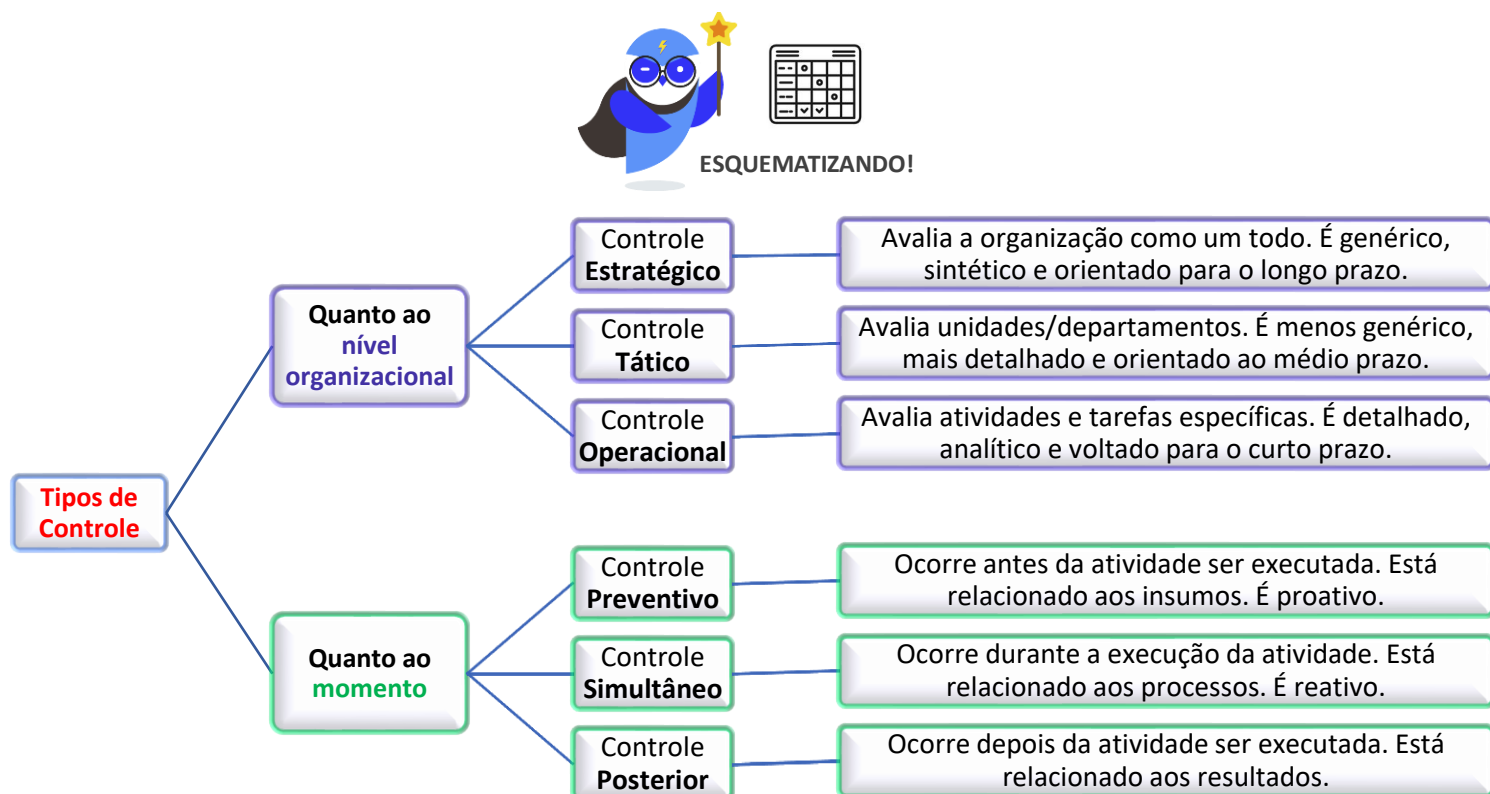 ESQUEMATIZANDO!
Tipos de
Controle
Quanto ao
nível
organizacional
Controle
Estratégico
Avalia a organização como um todo. É genérico,
sintético e orientado para o longo prazo.
Controle
Tático
Avalia unidades/departamentos. É menos genérico,
mais detalhado e orientado ao médio prazo.
Controle
Operacional
Avalia atividades e tarefas específicas. É detalhado,
analítico e voltado para o curto prazo.
Quanto ao
momento
Controle
Preventivo
Ocorre antes da atividade ser executada. Está
relacionado aos insumos. É proativo.
Controle
Simultâneo
Ocorre durante a execução da atividade. Está
relacionado aos processos. É reativo.
Controle
Posterior
Ocorre depois da atividade ser executada. Está
relacionado aos resultados.